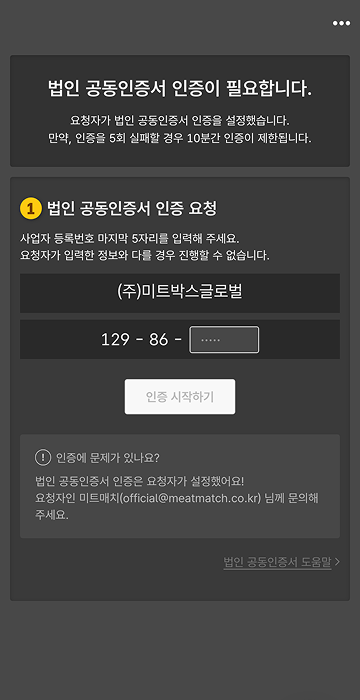 법인 공동인증서 인증이 필요합니다.
요청자가 법인 공동인증서 인증을 설정했습니다.
만약, 인증을 5회 실패할 경우 10분간 인증이 제한됩니다.
1 법인 공동인증서 인증 요청
사업자 등록번호 마지막 5자리를 입력해 주세요.
요청자가 입력한 정보와 다를 경우 진행할 수 없습니다.
(주)미트박스글로벌
129 - 86 - •••••
인증 시작하기
! 인증에 문제가 있나요?
법인 공동인증서 인증은 요청자가 설정했어요!
요청자인 미트매치(official@meatmatch.co.kr) 님께 문의해
주세요.
법인 공동인증서 도움말 >